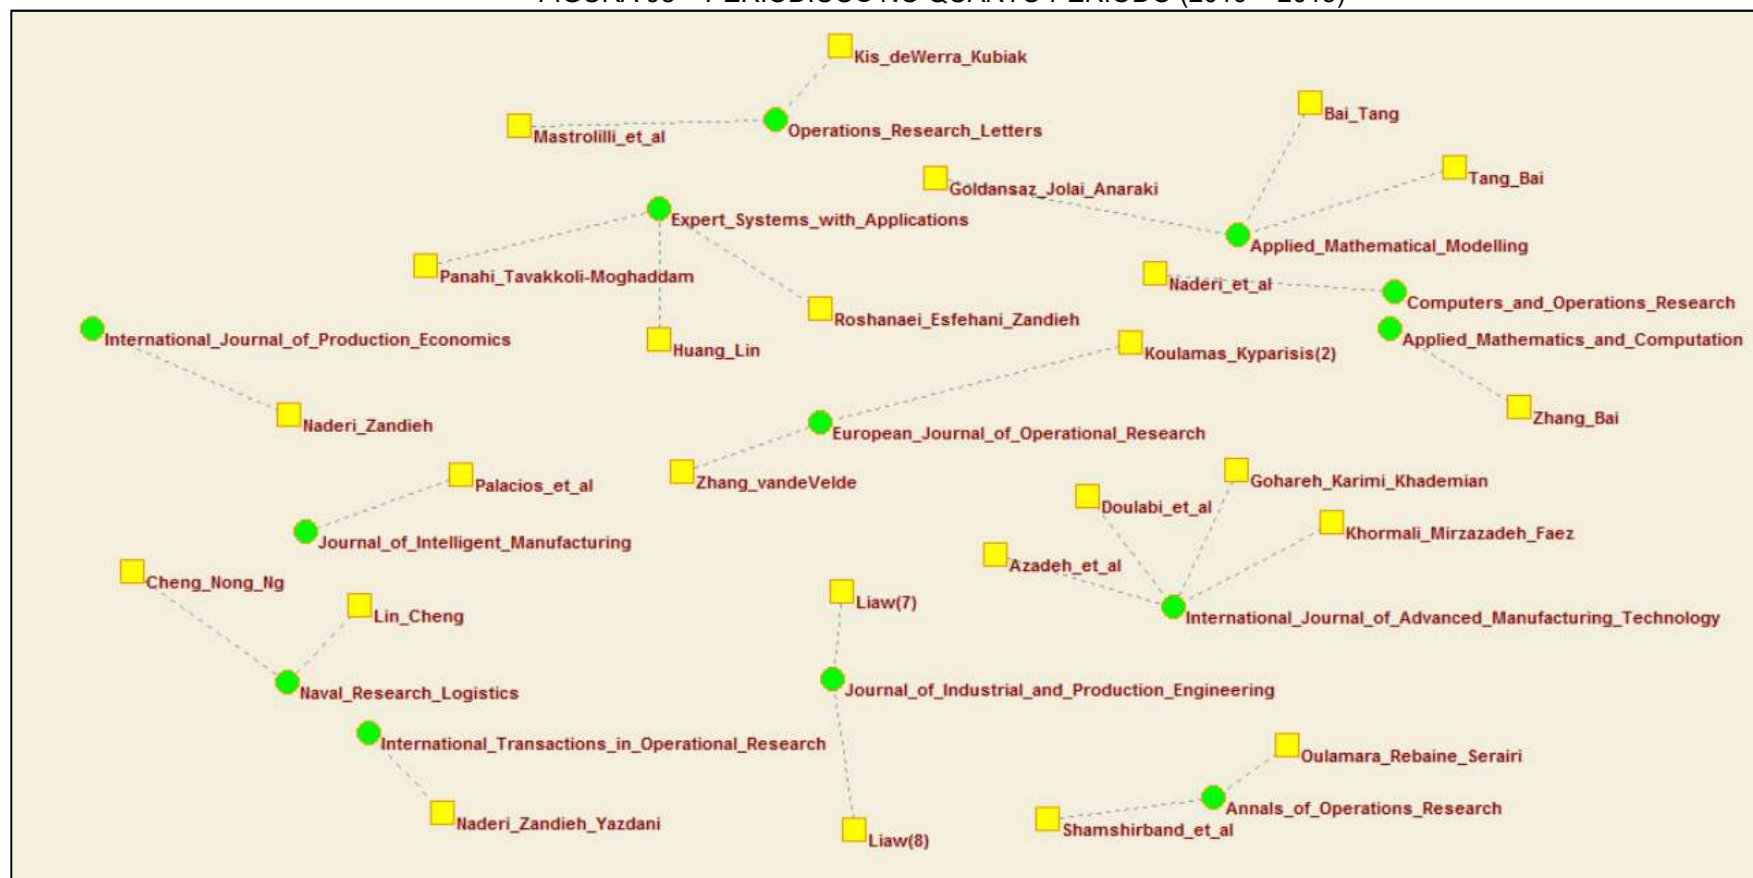 Kis_deWerra_Kubiak
Bai_Tang
Mastrolilli_et_al
Operations_Research_Letters
Tang_Bai
Goldansaz_Jolai_Anaraki
Expert_Systems_with_Applications
Applied_Mathematical_Modelling
Panahi_Tavakkoli-Moghaddam
Naderi_et_al
Computers_and_Operations_Research
Roshanaei_Esfehani_Zandieh
International_Journal_of_Production_Economics
Applied_Mathematics_and_Computation
Huang_Lin
Koulamas_Kyparisis(2)
Zhang_Bai
Naderi_Zandieh
European_Journal_of_Operational_Research
Zhang_vandeVelde
Gohareh_Karimi_Khademian
Palacios_et_al
Doulabi_et_al
Khormali_Mirzazadeh_Faez
Journal_of_Intelligent_Manufacturing
Azadeh_et_al
Cheng_Nong_Ng
Liaw(7)
Lin_Cheng
International_Journal_of_Advanced_Manufacturing_Technology
Naval_Research_Logistics
Journal_of_Industrial_and_Production_Engineering
International_Transactions_in_Operational_Research
Oulamara_Rebaine_Serairi
Annals_of_Operations_Research
Naderi_Zandieh_Yazdani
Shamshirband_et_al
Liaw(8)